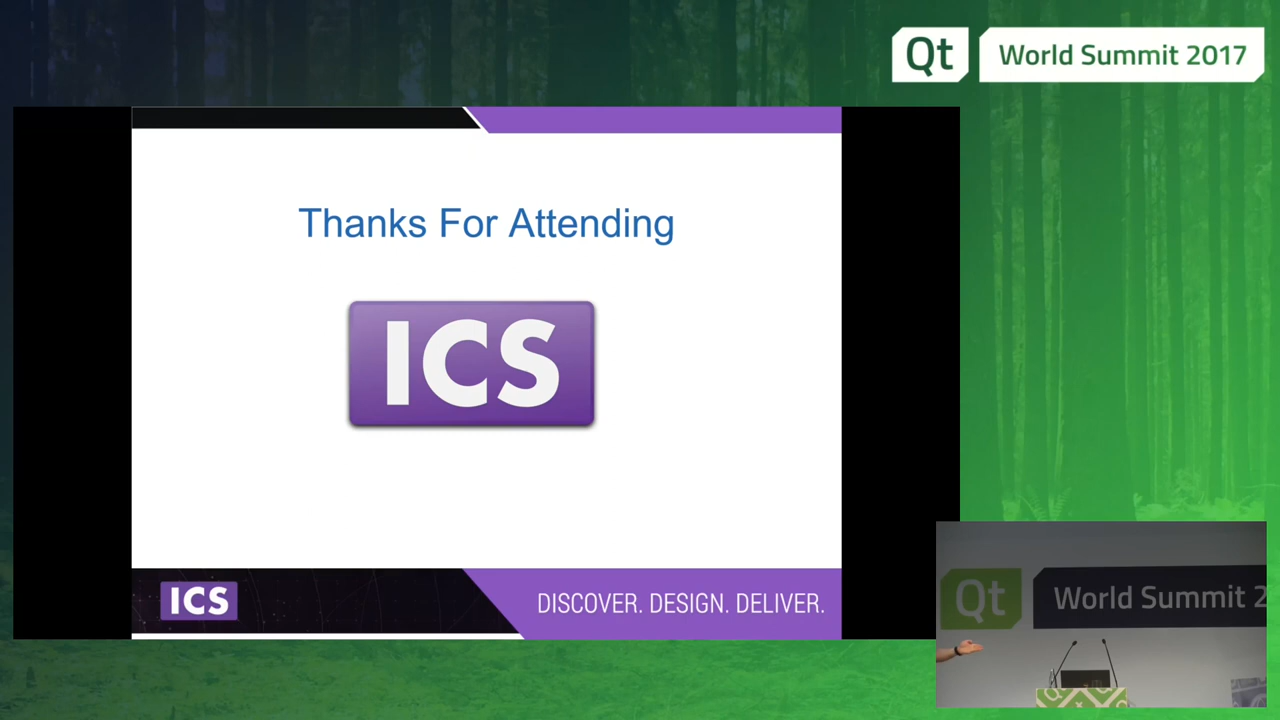 Qt World Summit 2017
Thanks For Attending
ICS
ICS
DISCOVER. DESIGN. DELIVER.
Qt World Summit 2